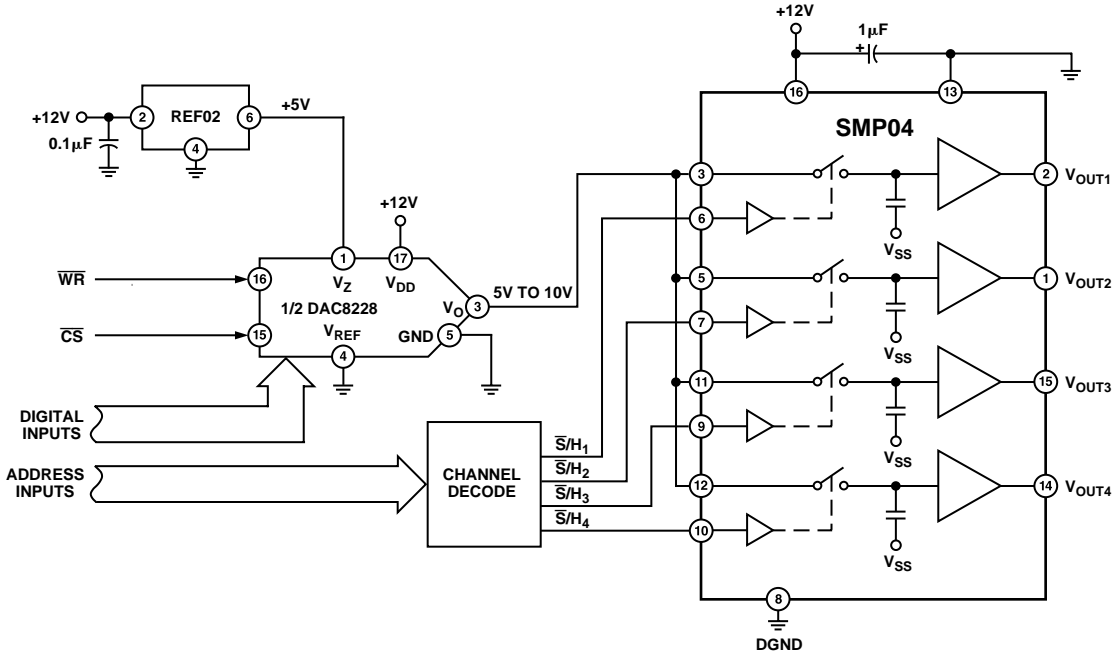 +12V
1μF
+
16
13
SMP04
+12V
2
REF02
6
+5V
4
0.1μF
3
2
VOUT1
6
VSS
+12V
1
17
VZ
VDD
WR
16
1/2 DAC8228
VO
3
5V TO 10V
CS
15
VREF
GND
5
4
5
1
VOUT2
7
VSS
11
15
VOUT3
9
VSS
DIGITAL
INPUTS
ADDRESS
INPUTS
CHANNEL
DECODE
S̅/H1
S̅/H2
S̅/H3
S̅/H4
12
14
VOUT4
10
VSS
8
DGND